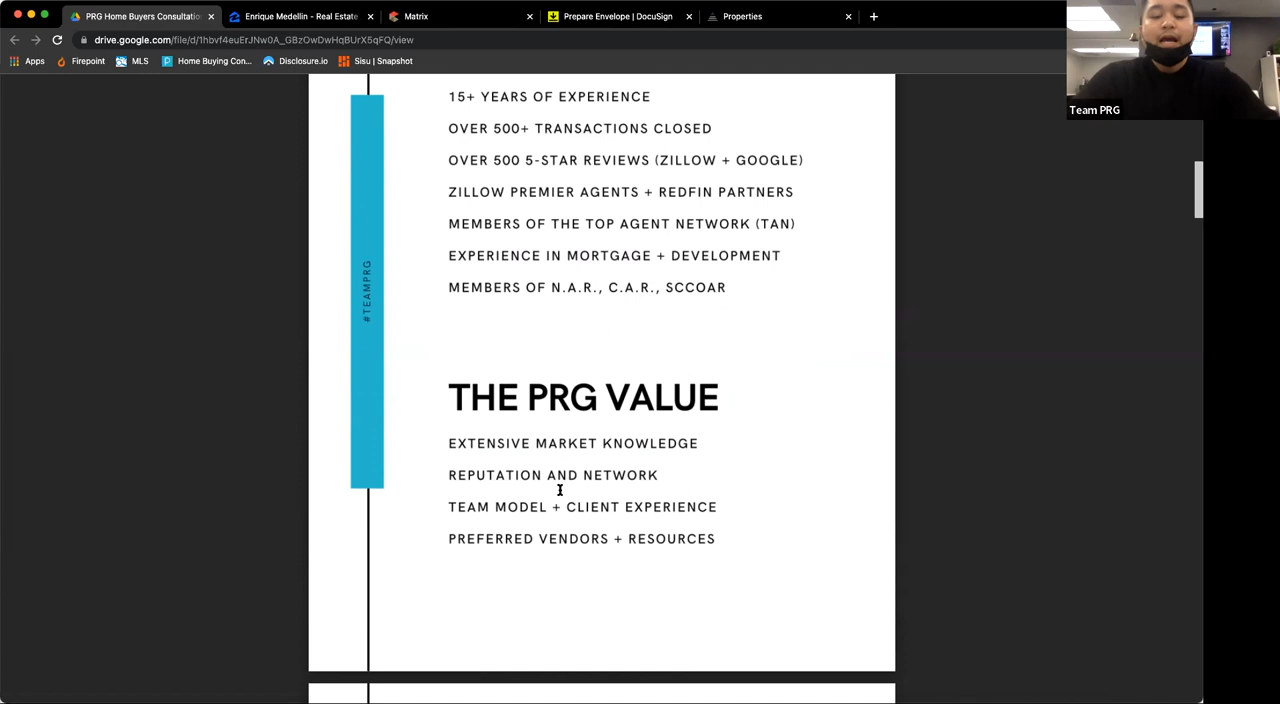 PRG Home Buyers Consultatio
Enrique Medellin - Real Estate
Matrix
Prepare Envelope | DocuSign
Properties
drive.google.com/file/d/1hbvf4euErJNw0A_GBzOwDwHqBUrX5qFQ/view
Apps
Firepoint
MLS
Home Buying Con...
Disclosure.io
Sisu | Snapshot
Team PRG
15+ YEARS OF EXPERIENCE
OVER 500+ TRANSACTIONS CLOSED
OVER 500 5-STAR REVIEWS (ZILLOW + GOOGLE)
ZILLOW PREMIER AGENTS + REDFIN PARTNERS
MEMBERS OF THE TOP AGENT NETWORK (TAN)
EXPERIENCE IN MORTGAGE + DEVELOPMENT
MEMBERS OF N.A.R., C.A.R., SCCOAR
#TEAMPRG
THE PRG VALUE
EXTENSIVE MARKET KNOWLEDGE
REPUTATION AND NETWORK
TEAM MODEL + CLIENT EXPERIENCE
PREFERRED VENDORS + RESOURCES